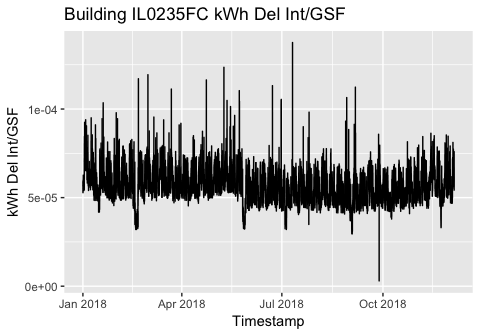 Building IL0235FC kWh Del Int/GSF
kWh Del Int/GSF
1e-04
5e-05
0e+00
Jan 2018 Apr 2018 Jul 2018 Oct 2018
Timestamp